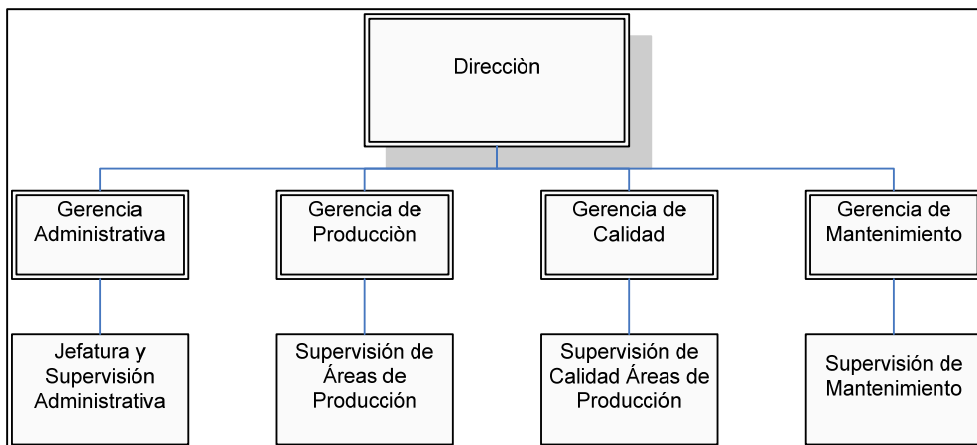 Direcciòn
Gerencia
Administrativa
Gerencia de
Producciòn
Gerencia de
Calidad
Gerencia de
Mantenimiento
Jefatura y
Supervisión
Administrativa
Supervisión de
Áreas de
Producción
Supervisión de
Calidad Áreas de
Producción
Supervisión de
Mantenimiento